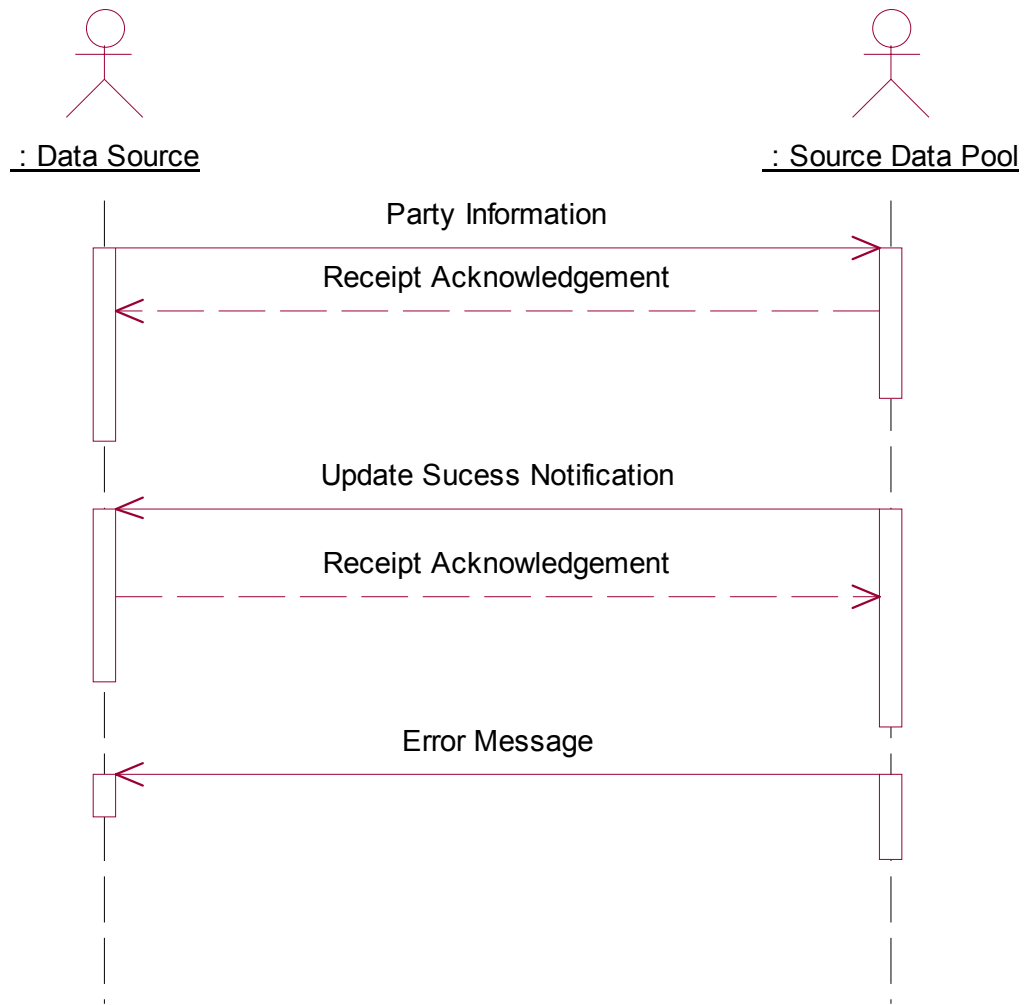 : Data Source
: Source Data Pool
Party Information
Receipt Acknowledgement
Update Sucess Notification
Receipt Acknowledgement
Error Message